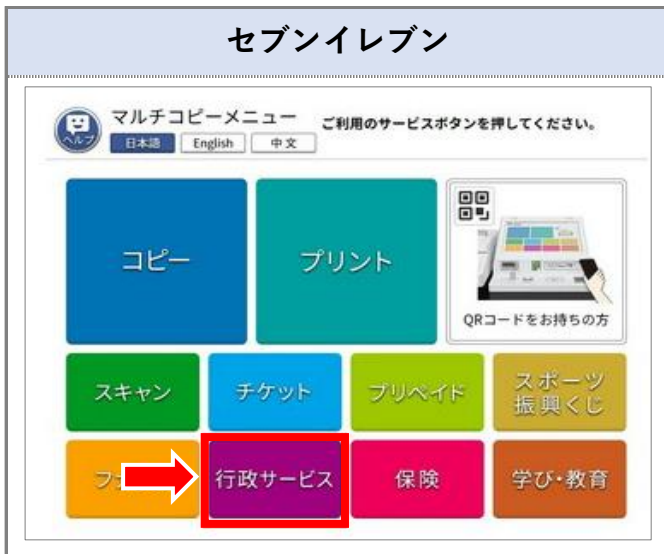 セブンイレブン
ヘルプ
マルチコピーメニュー ご利用のサービスボタンを押してください。
日本語 English 中文
コピー
プリント
QRコードをお持ちの方
スキャン
チケット
プリペイド
スポーツ
振興くじ
行政サービス
保険
学び・教育